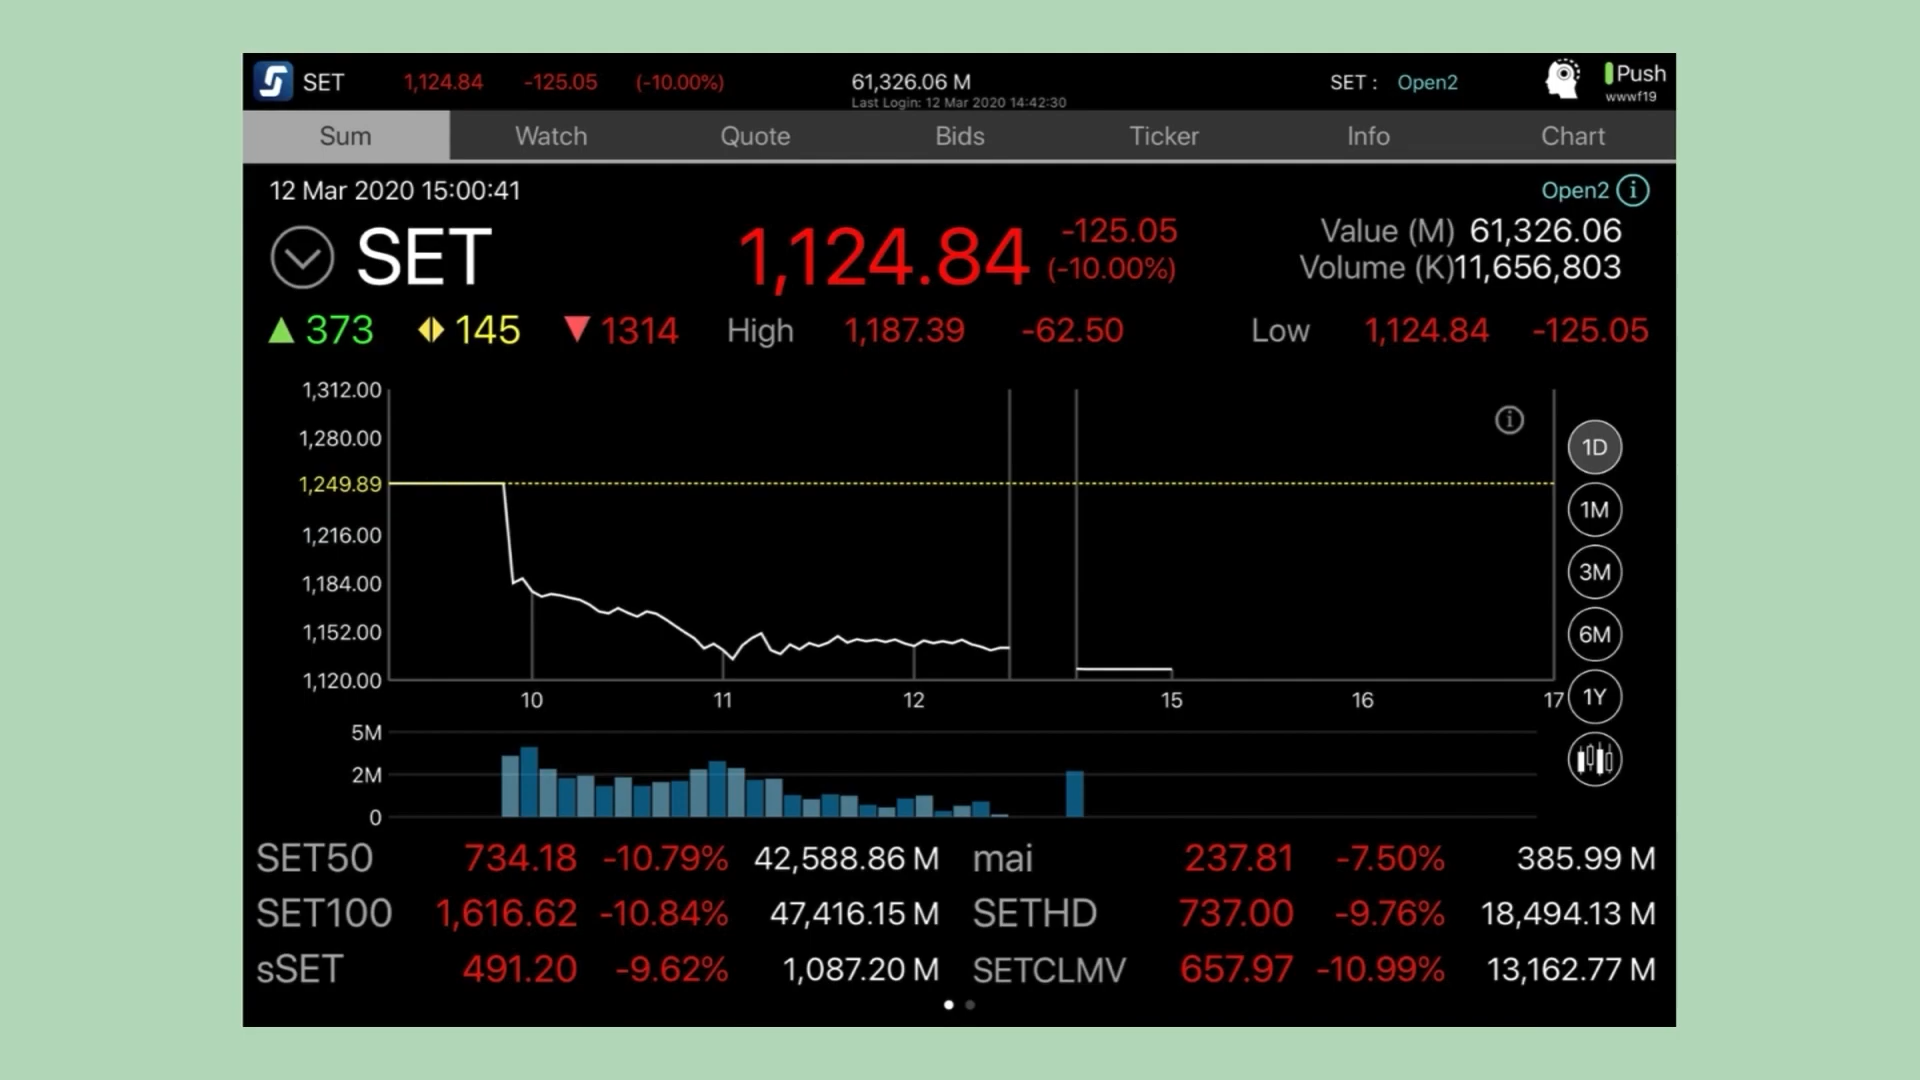 SET 1,124.84 -125.05 (-10.00%) 61,326.06 M SET : Open2 Push
Last Login: 12 Mar 2020 14:42:30 wwwf19
Sum Watch Quote Bids Ticker Info Chart
12 Mar 2020 15:00:41 Open2 i
SET 1,124.84 -125.05 (-10.00%)
Value (M) 61,326.06
Volume (K) 11,656,803
373 145 1314 High 1,187.39 -62.50 Low 1,124.84 -125.05
1,312.00
1,280.00
1,249.89
1,216.00
1,184.00
1,152.00
1,120.00
10 11 12 15 16 17
i
1D
1M
3M
6M
1Y
5M
2M
0
SET50 734.18 -10.79% 42,588.86 M mai 237.81 -7.50% 385.99 M
SET100 1,616.62 -10.84% 47,416.15 M SETHD 737.00 -9.76% 18,494.13 M
sSET 491.20 -9.62% 1,087.20 M SETCLMV 657.97 -10.99% 13,162.77 M